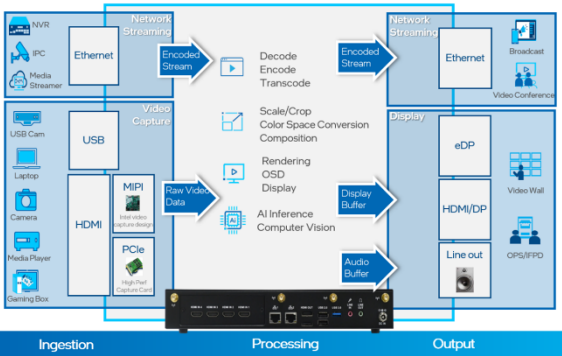 Network
Streaming
NVR
IPC
Media
Streamer
Ethernet
Encoded
Stream
Decode
Encode
Transcode
Scale/Crop
Color Space Conversion
Composition
Rendering
OSD
Display
AI Inference
Computer Vision
Ai
Video
Capture
USB Cam
Laptop
Camera
Media Player
Gaming Box
USB
HDMI
MIPI
Intel video
capture design
PCIe
High Perf
Capture Card
Raw Video
Data
Encoded
Stream
Network
Streaming
Ethernet
Broadcast
Video Conference
Display
Buffer
Audio
Buffer
Display
eDP
HDMI/DP
Line out
Video Wall
OPS/IFPD
Ingestion
Processing
Output